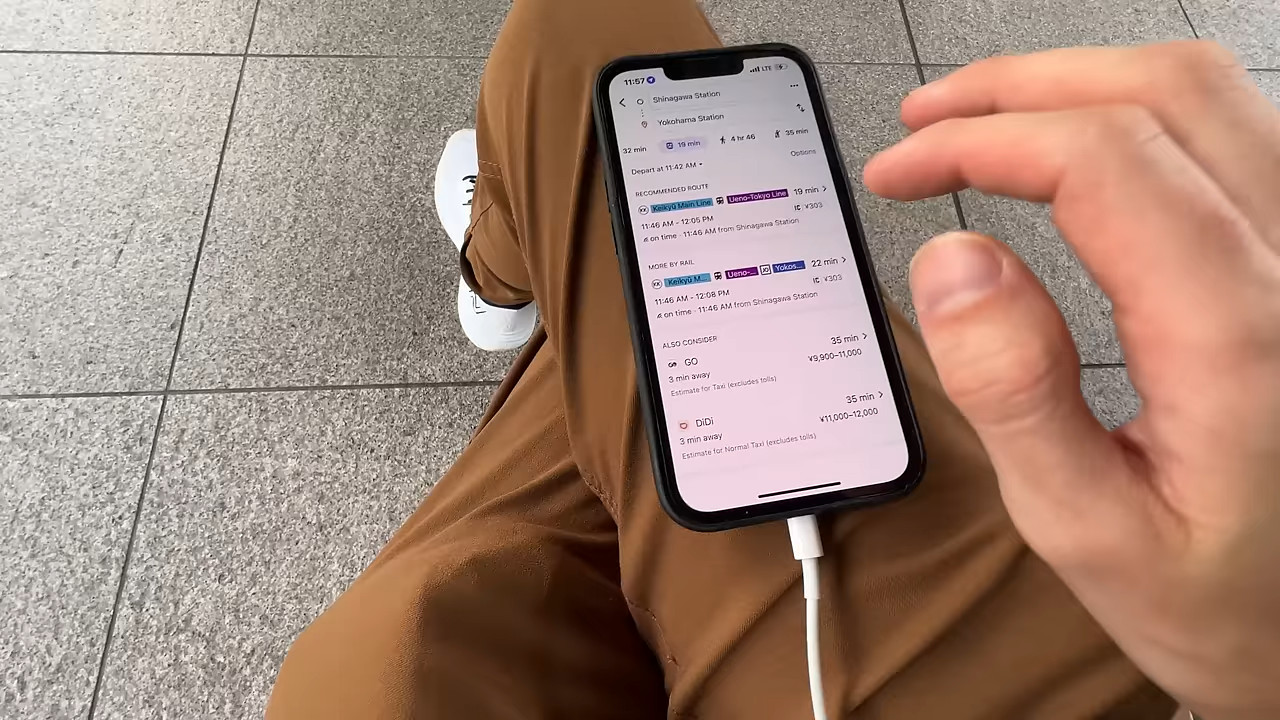 11:57 LTE
Shinagawa Station
Yokohama Station
32 min 19 min 4 hr 46 35 min
Depart at 11:42 AM Options
RECOMMENDED ROUTE
KK Keikyū Main Line Ueno-Tokyo Line 19 min
11:46 AM - 12:05 PM ¥303
on time · 11:46 AM from Shinagawa Station
MORE BY RAIL
KK Keikyū M... Ueno-... Yokos... 22 min
11:46 AM - 12:08 PM ¥303
on time · 11:46 AM from Shinagawa Station
ALSO CONSIDER
GO 35 min
3 min away ¥9,900–11,000
Estimate for Taxi (excludes tolls)
DiDi 35 min
3 min away ¥11,000–12,000
Estimate for Normal Taxi (excludes tolls)